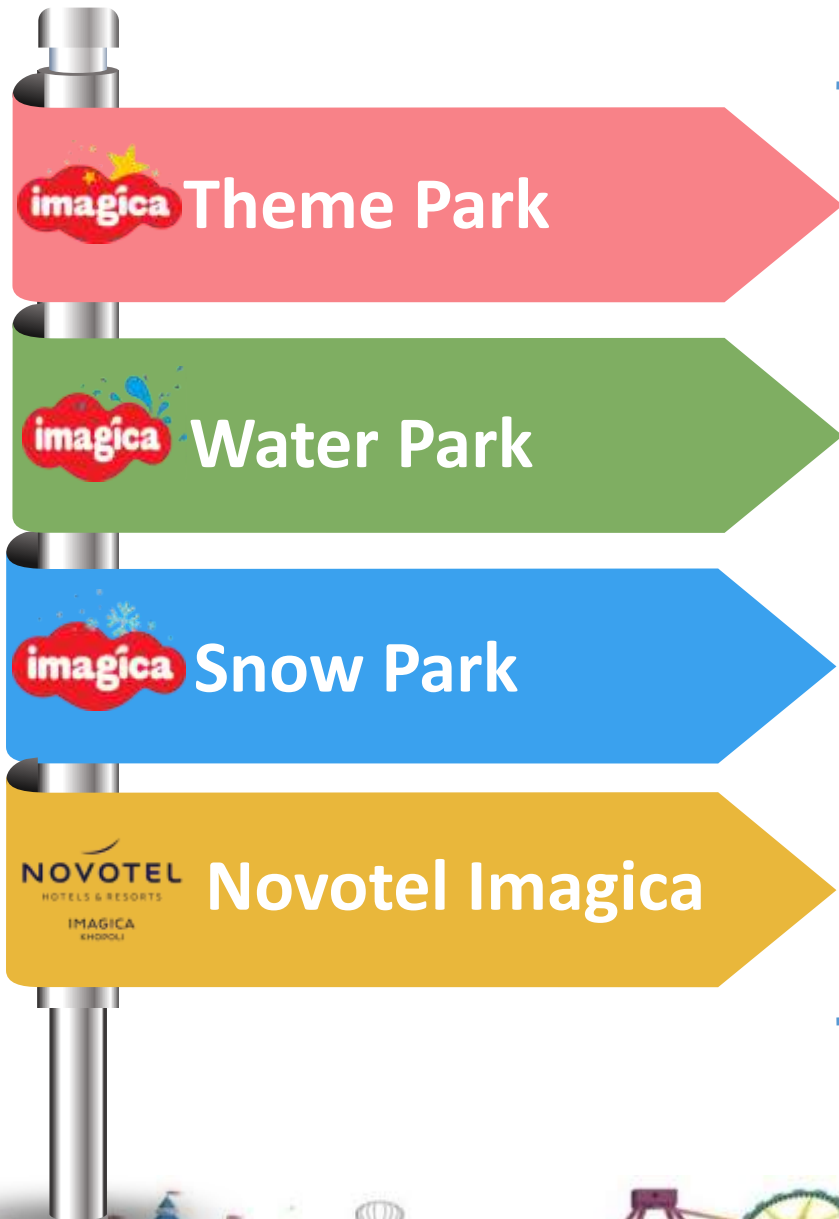 imagica Theme Park
imagica Water Park
imagica Snow Park
NOVOTEL
HOTELS & RESORTS
IMAGICA
KHOPOLI
Novotel Imagica